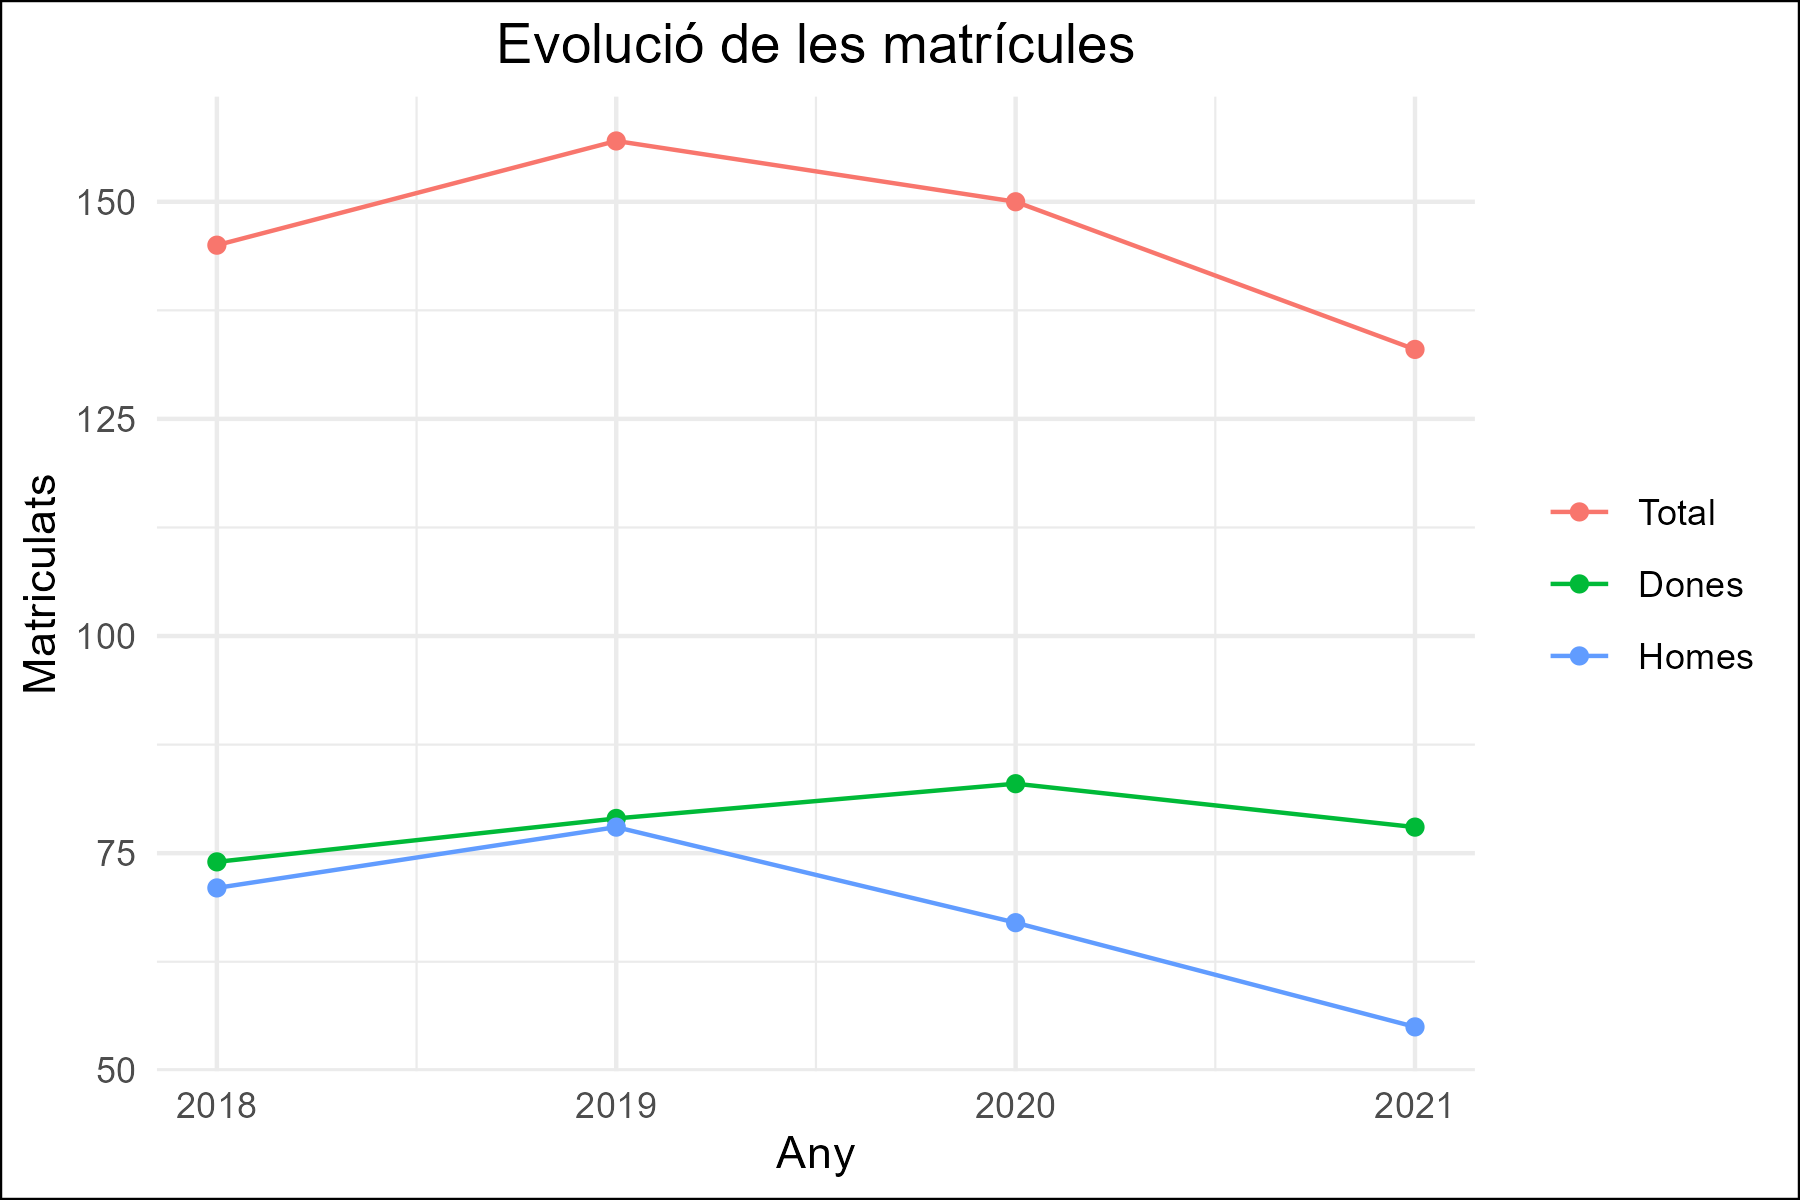 Evolució de les matrícules
Matriculats
150
125
100
75
50
2018 2019 2020 2021
Any
Total
Dones
Homes